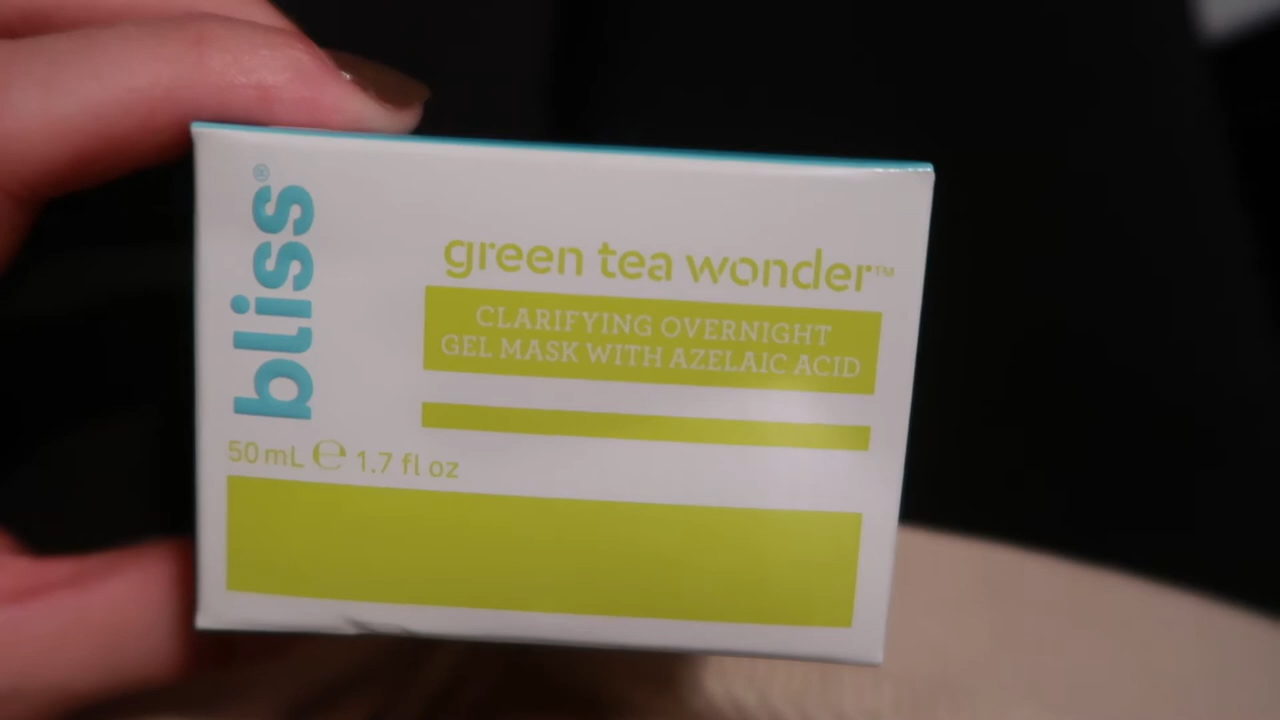 bliss®
green tea wonder™
CLARIFYING OVERNIGHT
GEL MASK WITH AZELAIC ACID
50 mL ℮ 1.7 fl oz